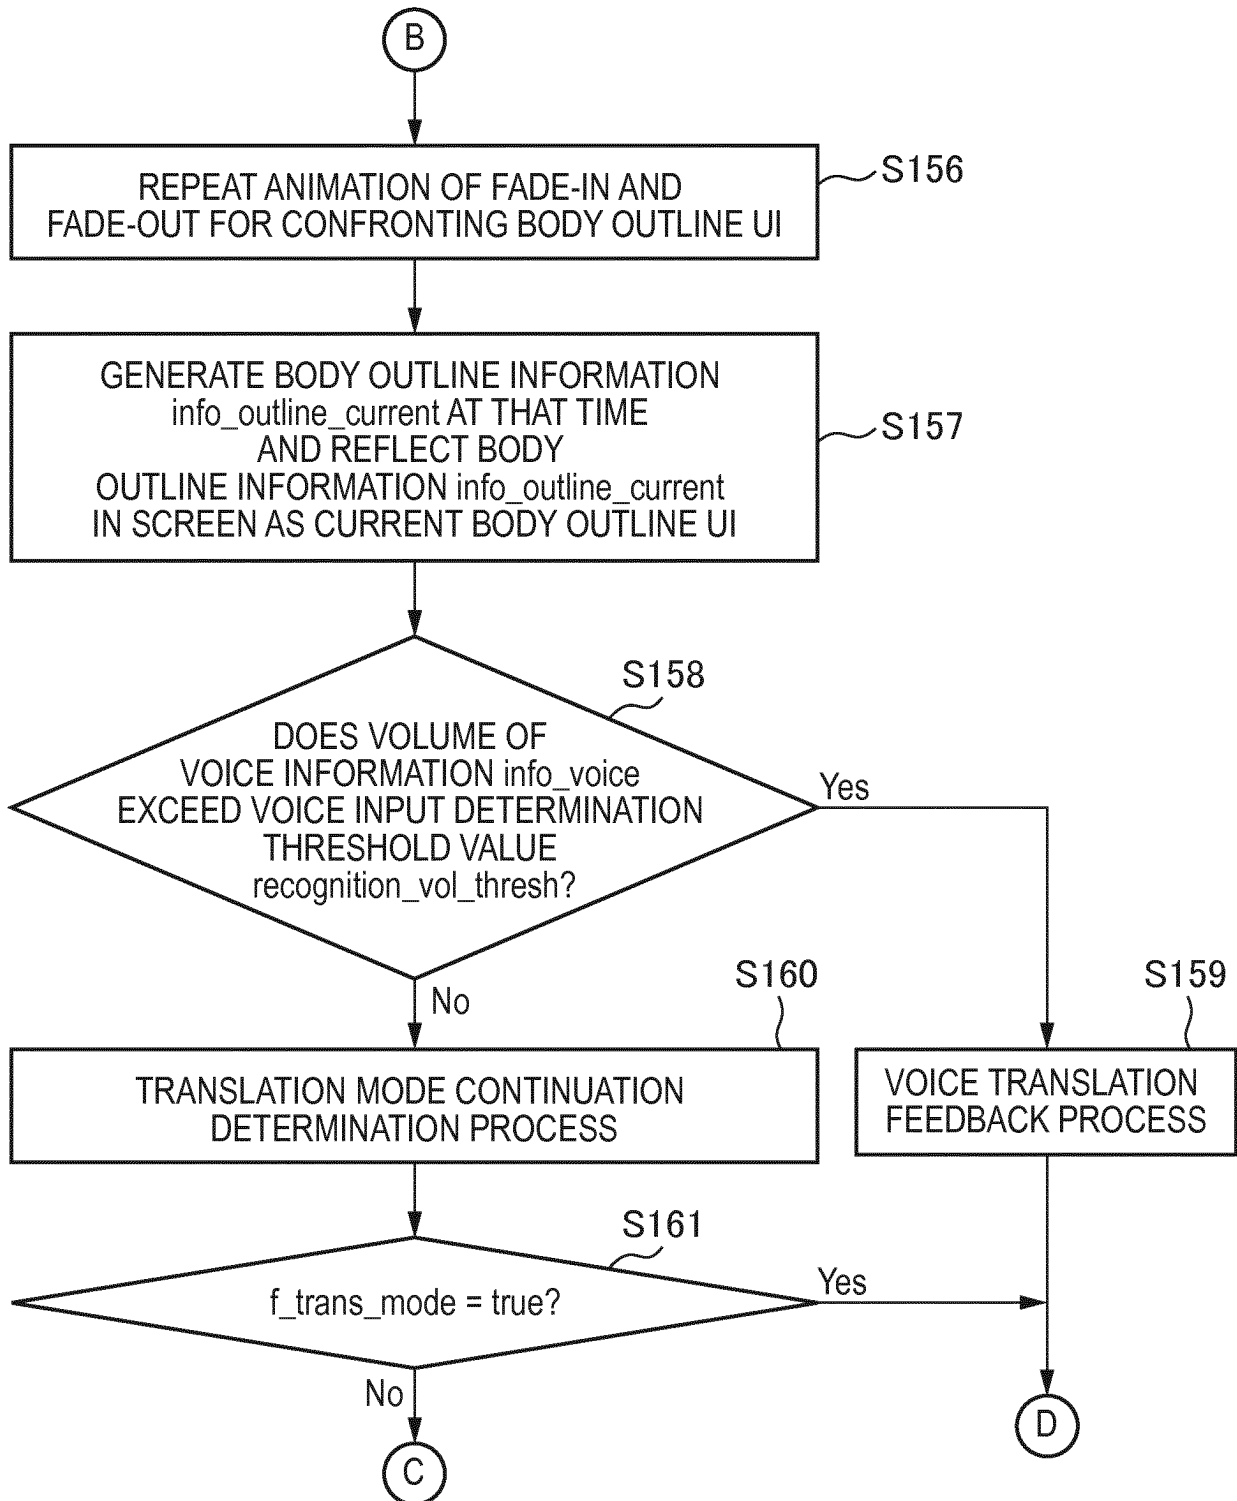 B
REPEAT ANIMATION OF FADE-IN AND
FADE-OUT FOR CONFRONTING BODY OUTLINE UI
S156
GENERATE BODY OUTLINE INFORMATION
info_outline_current AT THAT TIME
AND REFLECT BODY
OUTLINE INFORMATION info_outline_current
IN SCREEN AS CURRENT BODY OUTLINE UI
S157
S158
DOES VOLUME OF
VOICE INFORMATION info_voice
EXCEED VOICE INPUT DETERMINATION
THRESHOLD VALUE
recognition_vol_thresh?
Yes
No
S160
S159
TRANSLATION MODE CONTINUATION
DETERMINATION PROCESS
VOICE TRANSLATION
FEEDBACK PROCESS
S161
f_trans_mode = true?
Yes
No
D
C